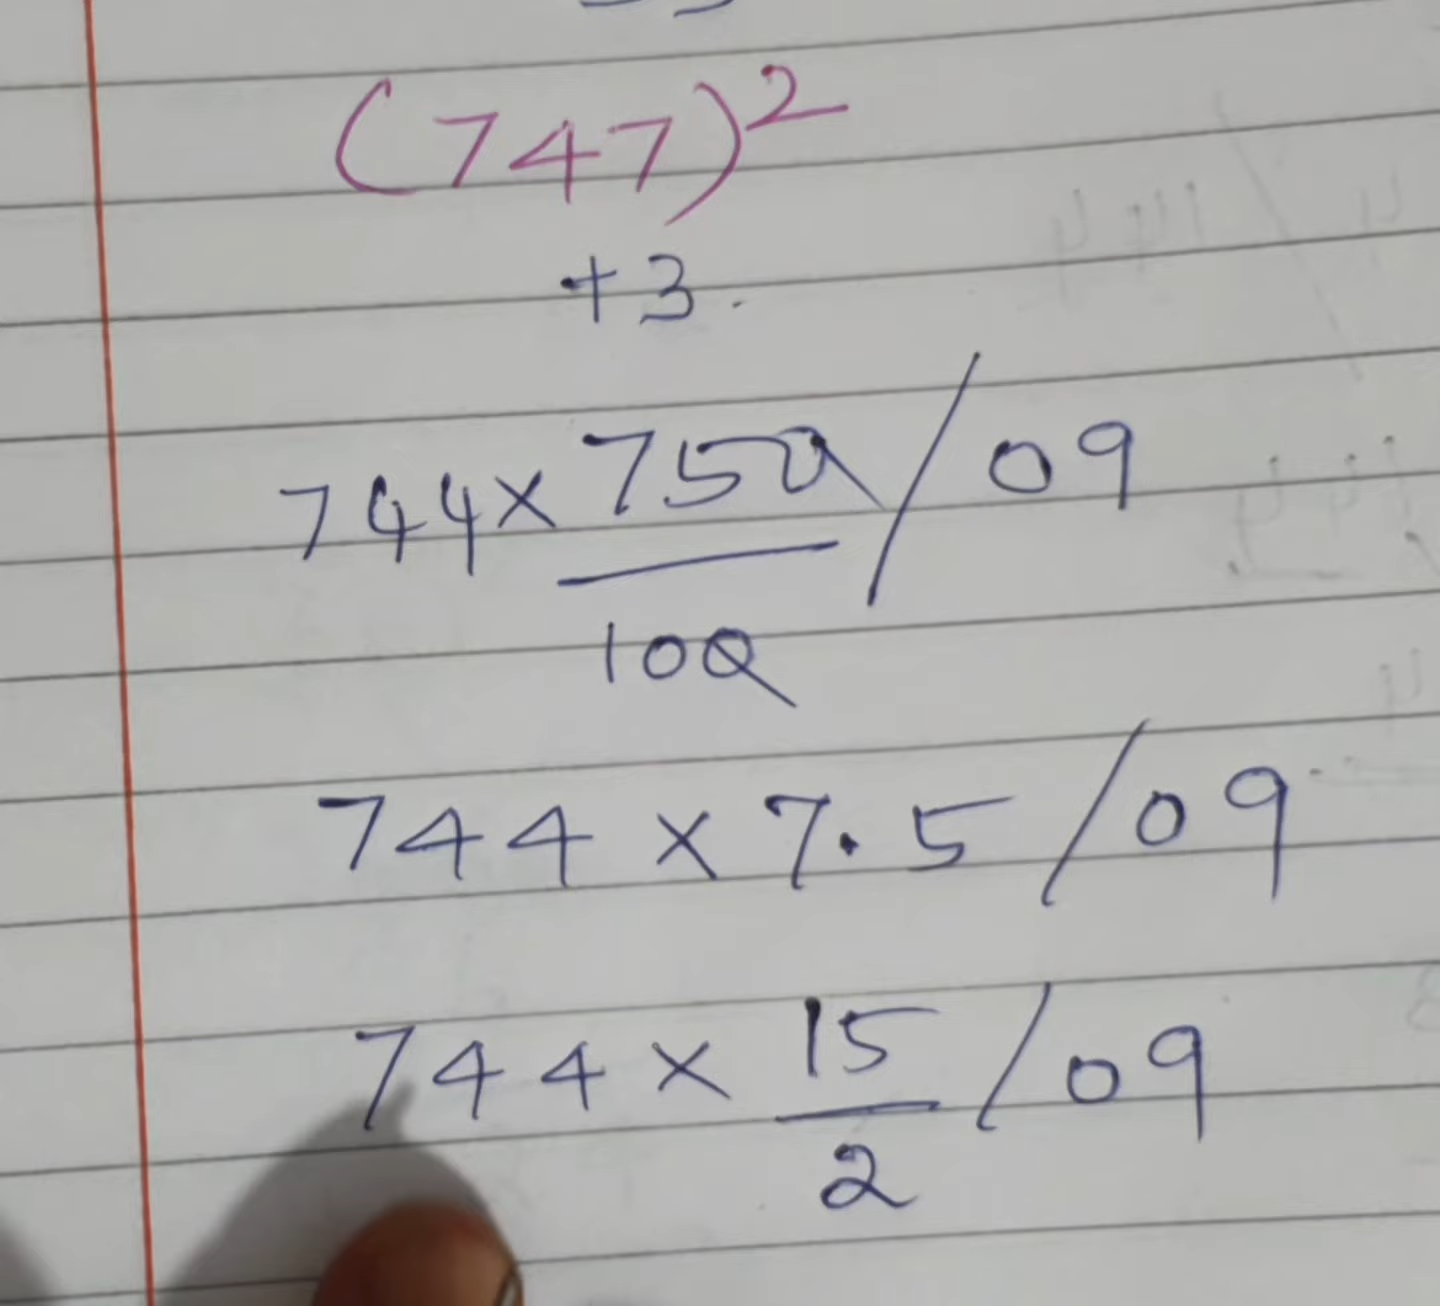 (747)²
+3.
744×750/09
100
744 × 7.5/09
744 × 15/09
2